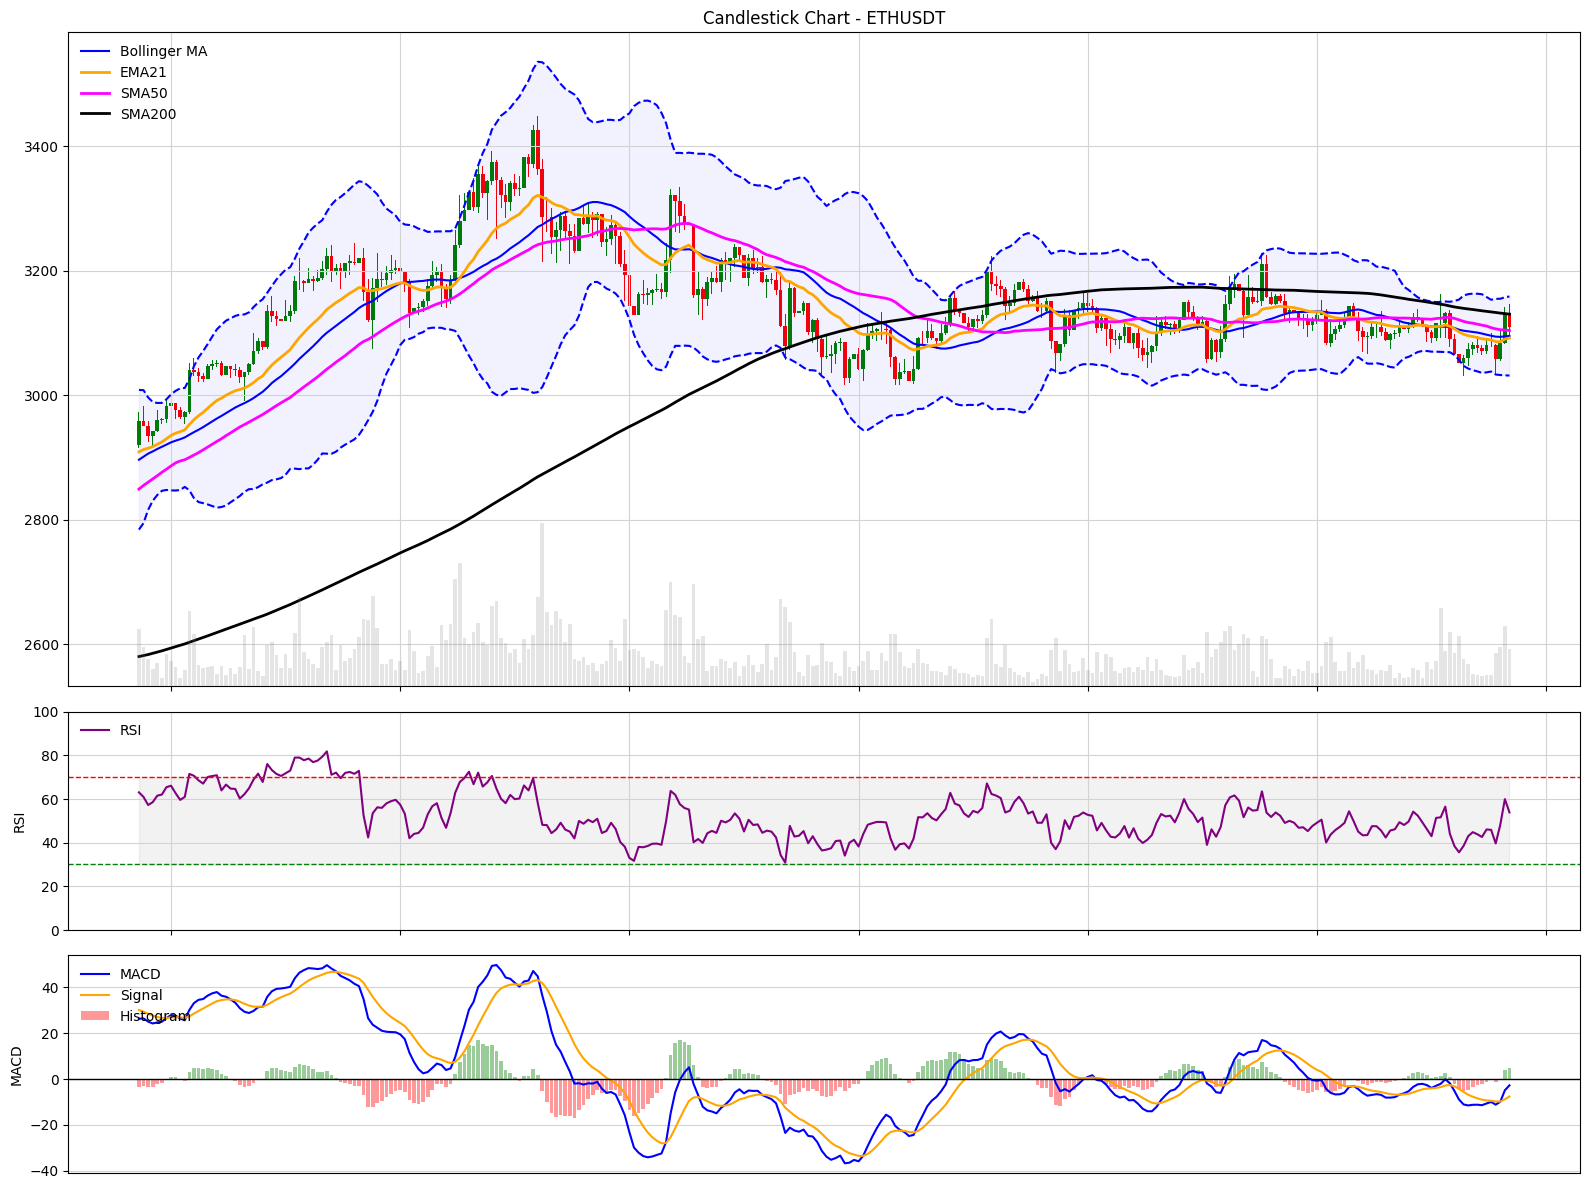 Candlestick Chart - ETHUSDT
Bollinger MA
EMA21
SMA50
SMA200
3400
3200
3000
2800
2600
RSI
100
80
60
40
20
0
RSI
MACD
Signal
Histogram
40
20
0
−20
−40
MACD